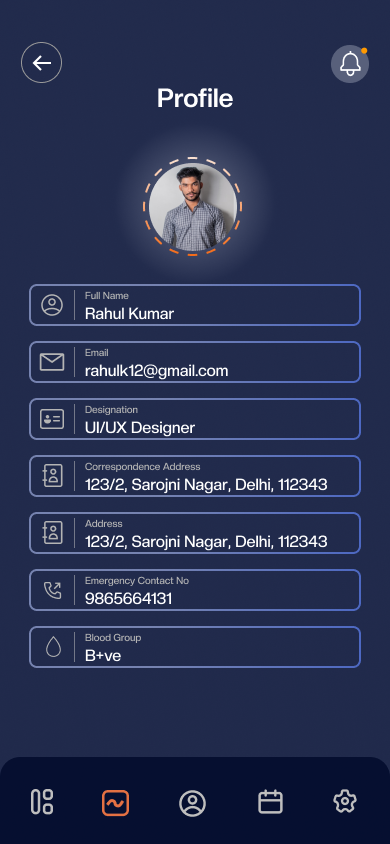 Profile
Full Name
Rahul Kumar
Email
rahulk12@gmail.com
Designation
UI/UX Designer
Correspondence Address
123/2, Sarojni Nagar, Delhi, 112343
Address
123/2, Sarojni Nagar, Delhi, 112343
Emergency Contact No
9865664131
Blood Group
B+ve